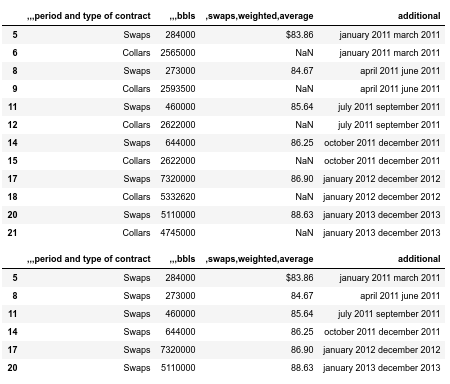 ,,,period and type of contract ,,,bbls ,swaps,weighted,average additional
5 Swaps 284000 $83.86 january 2011 march 2011
6 Collars 2565000 NaN january 2011 march 2011
8 Swaps 273000 84.67 april 2011 june 2011
9 Collars 2593500 NaN april 2011 june 2011
11 Swaps 460000 85.64 july 2011 september 2011
12 Collars 2622000 NaN july 2011 september 2011
14 Swaps 644000 86.25 october 2011 december 2011
15 Collars 2622000 NaN october 2011 december 2011
17 Swaps 7320000 86.90 january 2012 december 2012
18 Collars 5332620 NaN january 2012 december 2012
20 Swaps 5110000 88.63 january 2013 december 2013
21 Collars 4745000 NaN january 2013 december 2013
,,,period and type of contract ,,,bbls ,swaps,weighted,average additional
5 Swaps 284000 $83.86 january 2011 march 2011
8 Swaps 273000 84.67 april 2011 june 2011
11 Swaps 460000 85.64 july 2011 september 2011
14 Swaps 644000 86.25 october 2011 december 2011
17 Swaps 7320000 86.90 january 2012 december 2012
20 Swaps 5110000 88.63 january 2013 december 2013